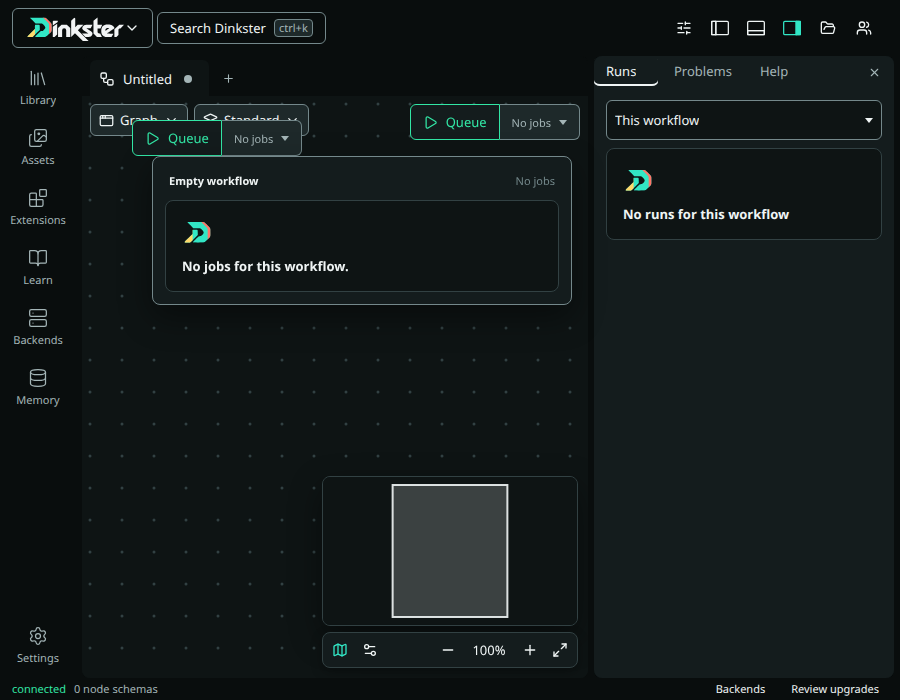 Dinkster
Search Dinkster ctrl+k
Library
Assets
Extensions
Learn
Backends
Memory
Settings
Untitled
Graph
Standard
Queue No jobs
Queue No jobs
Empty workflow No jobs
No jobs for this workflow.
100%
Runs Problems Help
This workflow
No runs for this workflow
connected 0 node schemas
Backends Review upgrades